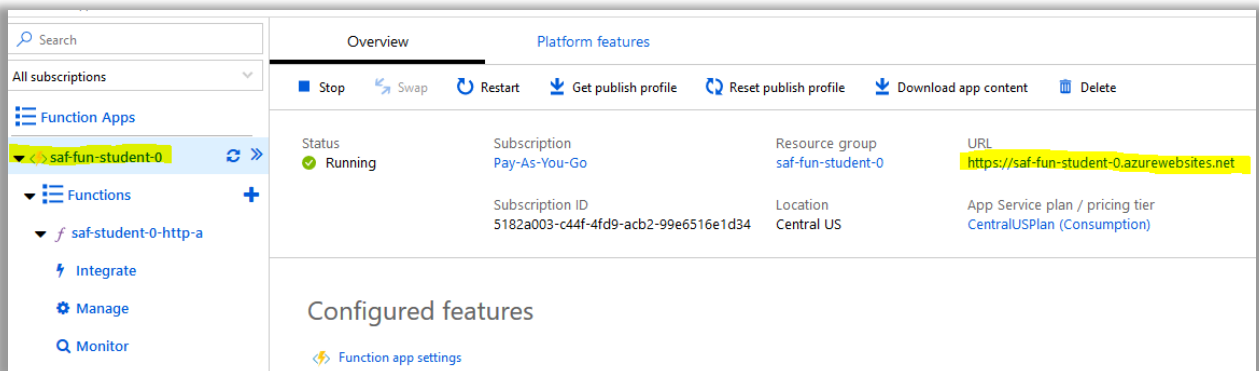 Search
All subscriptions
Function Apps
saf-fun-student-0
Functions
saf-student-0-http-a
Integrate
Manage
Monitor
Overview Platform features
Stop Swap Restart Get publish profile Reset publish profile Download app content Delete
Status Subscription Resource group URL
Running Pay-As-You-Go saf-fun-student-0 https://saf-fun-student-0.azurewebsites.net
Subscription ID Location App Service plan / pricing tier
5182a003-c44f-4fd9-acb2-99e6516e1d34 Central US CentralUSPlan (Consumption)
Configured features
Function app settings